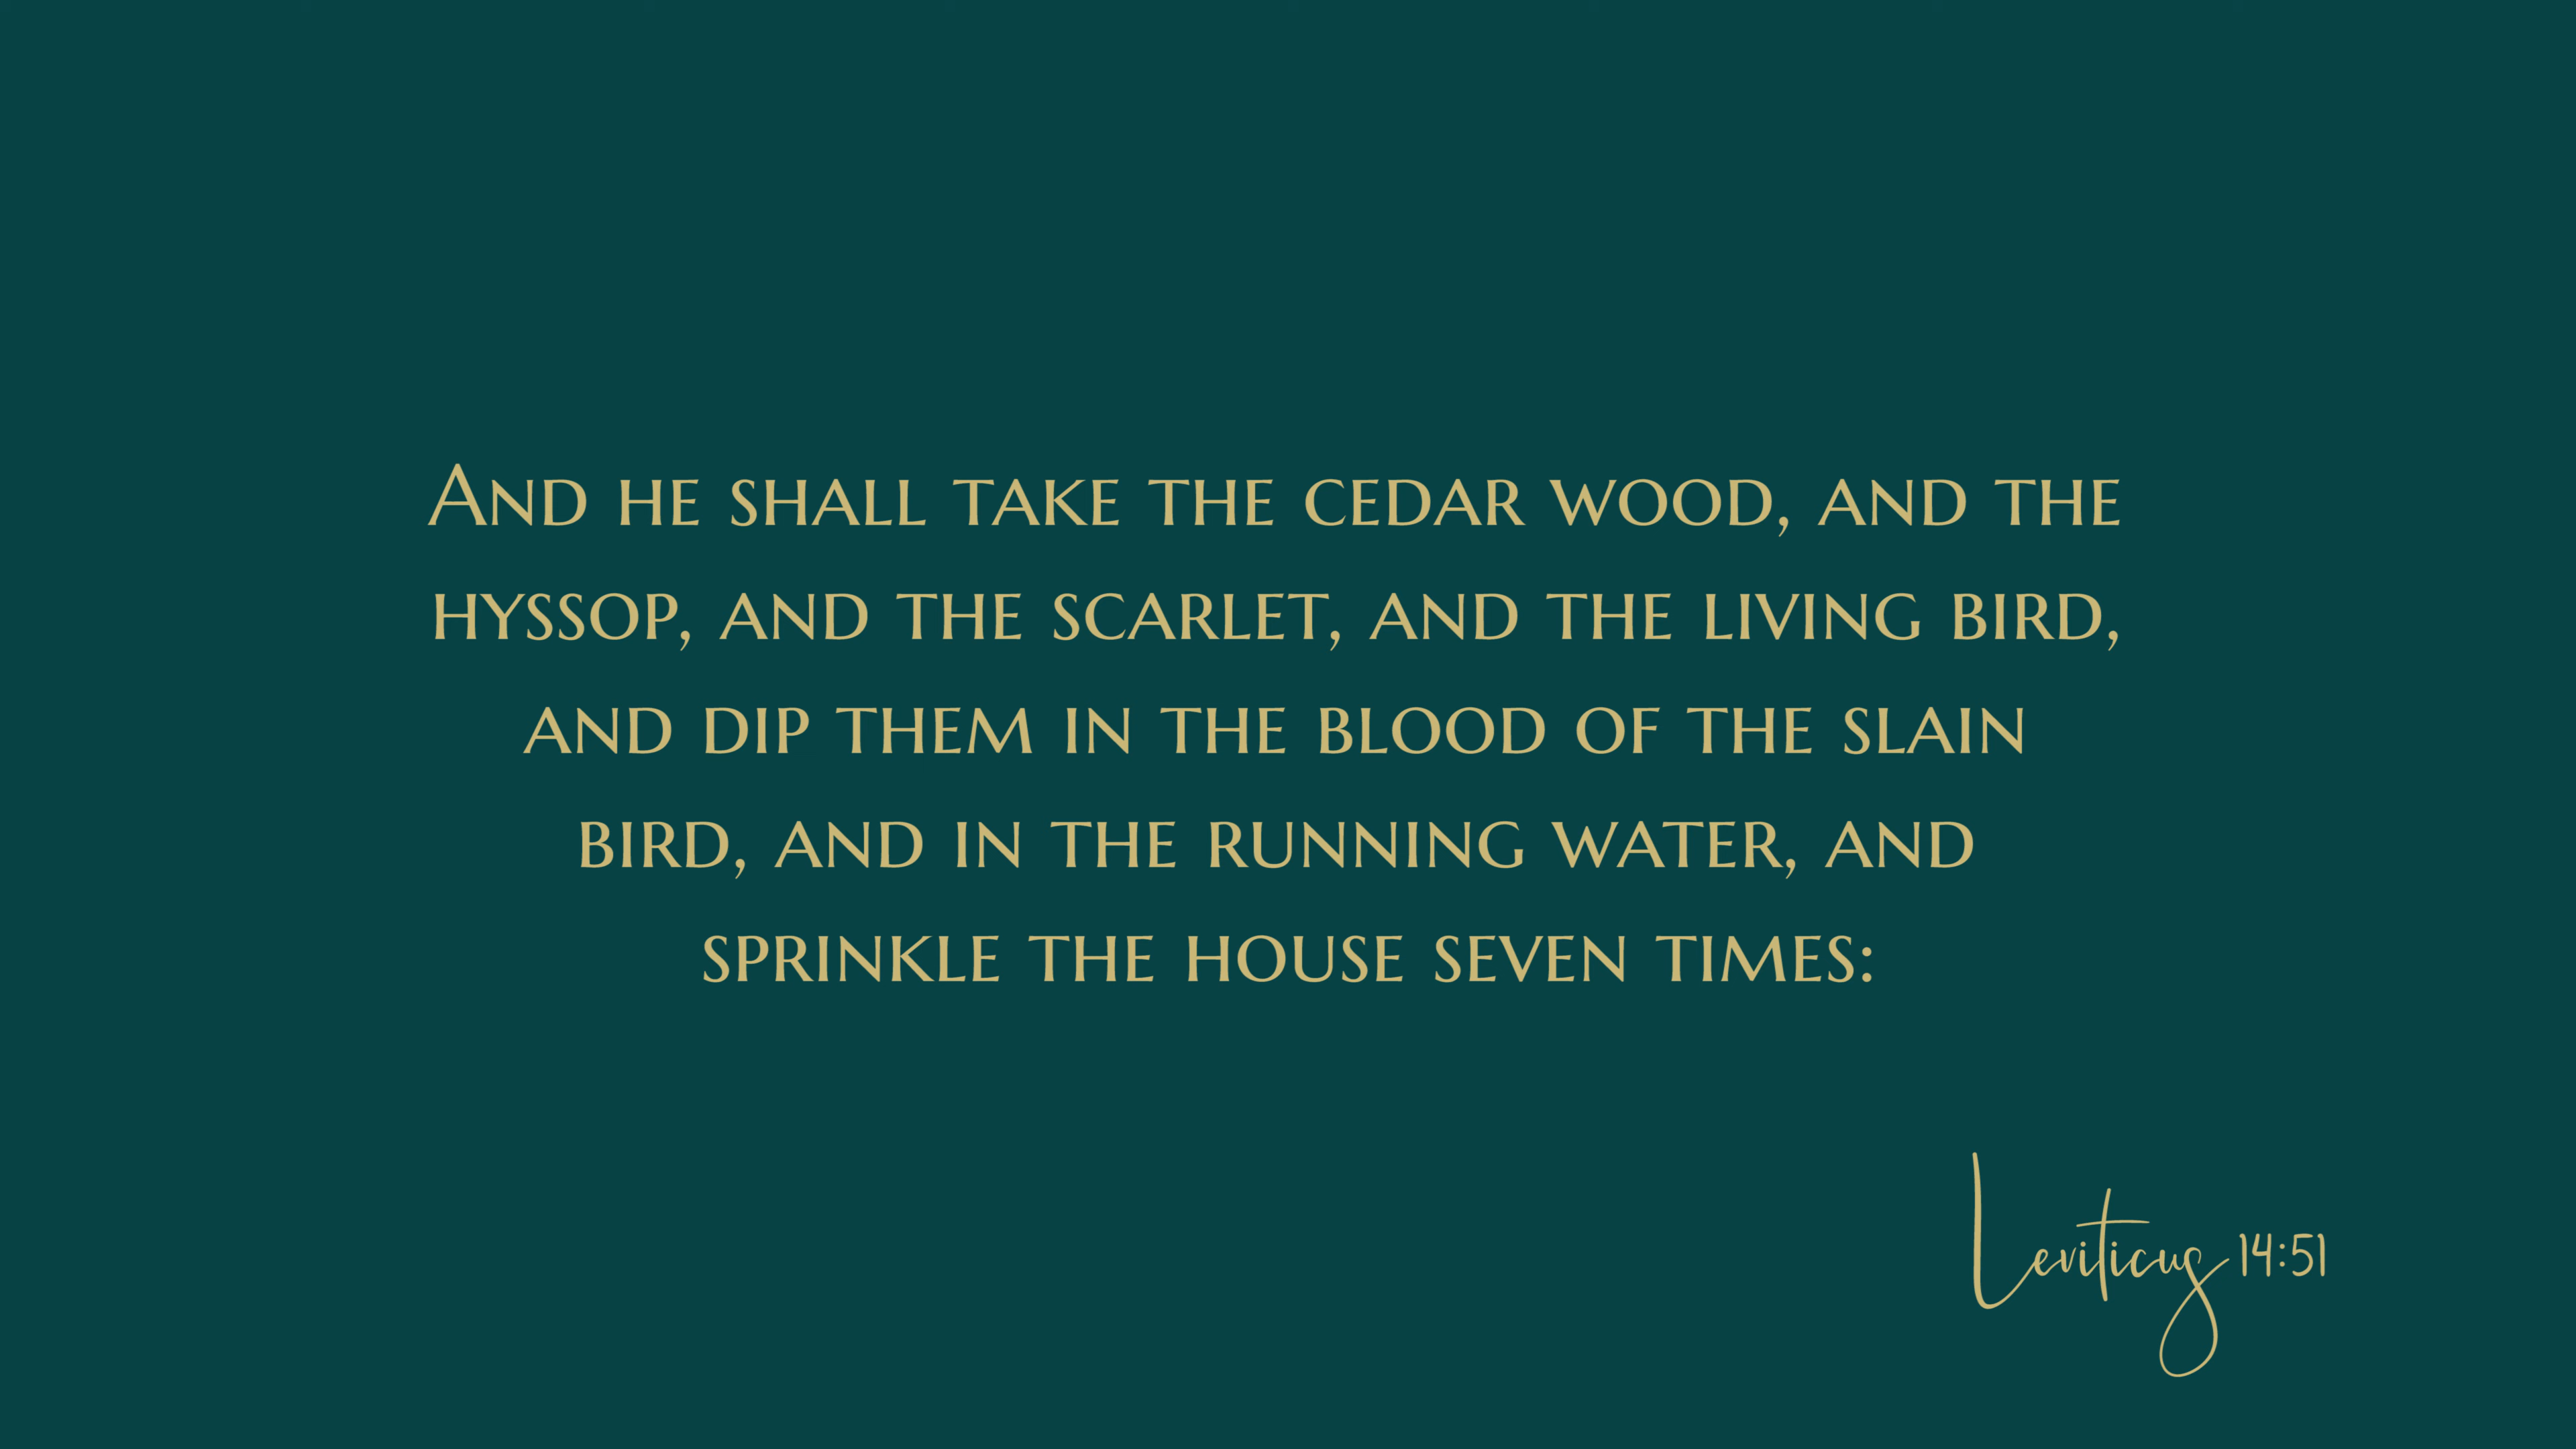 And he shall take the cedar wood, and the
hyssop, and the scarlet, and the living bird,
and dip them in the blood of the slain
bird, and in the running water, and
sprinkle the house seven times:
Leviticus 14:51